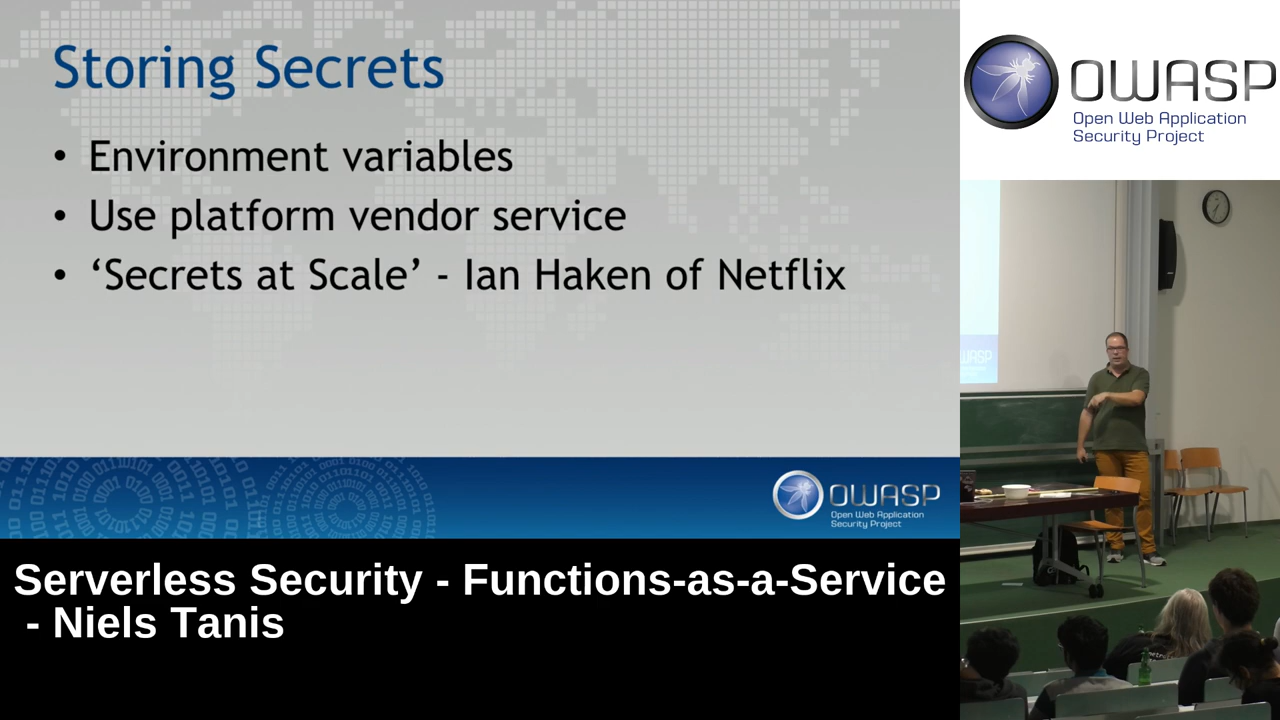 Storing Secrets
• Environment variables
• Use platform vendor service
• ‘Secrets at Scale’ - Ian Haken of Netflix
OWASP
Open Web Application
Security Project
Serverless Security - Functions-as-a-Service
- Niels Tanis
OWASP
Open Web Application
Security Project